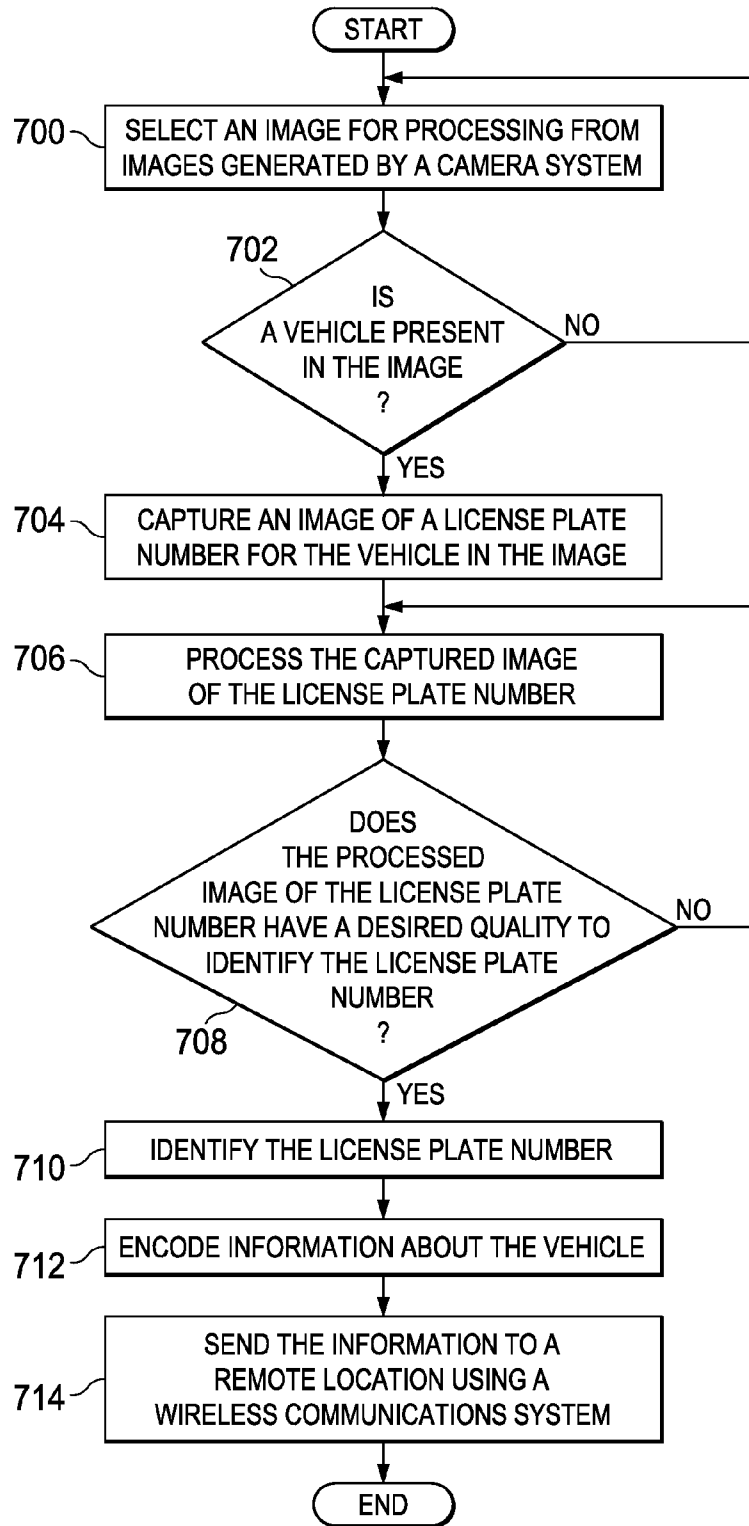 START
700
SELECT AN IMAGE FOR PROCESSING FROM
IMAGES GENERATED BY A CAMERA SYSTEM
702
IS
A VEHICLE PRESENT
IN THE IMAGE
?
NO
YES
704
CAPTURE AN IMAGE OF A LICENSE PLATE
NUMBER FOR THE VEHICLE IN THE IMAGE
706
PROCESS THE CAPTURED IMAGE
OF THE LICENSE PLATE NUMBER
DOES
THE PROCESSED
IMAGE OF THE LICENSE PLATE
NUMBER HAVE A DESIRED QUALITY TO
IDENTIFY THE LICENSE PLATE
NUMBER
?
NO
708
YES
710
IDENTIFY THE LICENSE PLATE NUMBER
712
ENCODE INFORMATION ABOUT THE VEHICLE
714
SEND THE INFORMATION TO A
REMOTE LOCATION USING A
WIRELESS COMMUNICATIONS SYSTEM
END